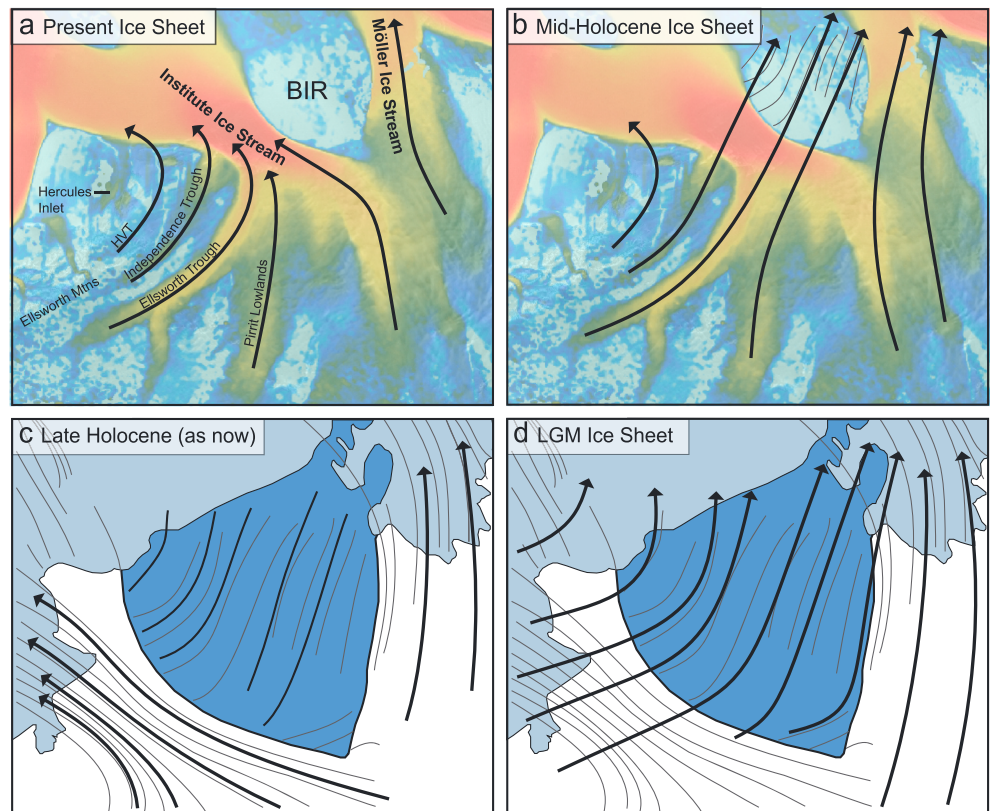 a Present Ice Sheet
Möller Ice Stream
BIR
Institute Ice Stream
Hercules
Inlet
HVT
Independence Trough
Ellsworth Trough
Ellsworth Mtns
Pirrit Lowlands
b Mid-Holocene Ice Sheet
c Late Holocene (as now)
d LGM Ice Sheet